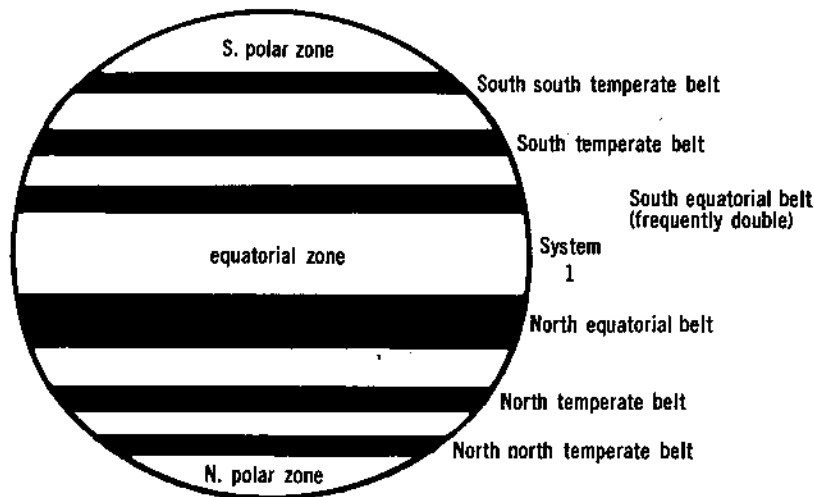 S. polar zone
South south temperate belt
South temperate belt
South equatorial belt
(frequently double)
equatorial zone
System
1
North equatorial belt
North temperate belt
North north temperate belt
N. polar zone